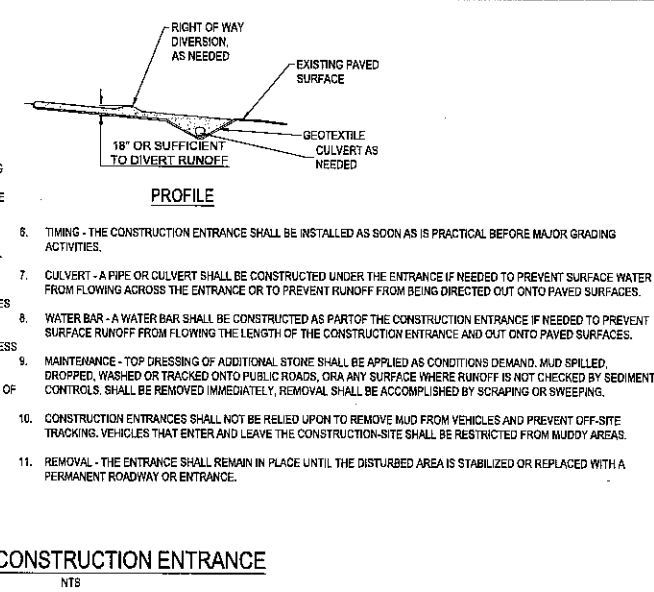 RIGHT OF WAY
DIVERSION,
AS NEEDED
EXISTING PAVED
SURFACE
GEOTEXTILE
CULVERT AS
NEEDED
18" OR SUFFICIENT
TO DIVERT RUNOFF
PROFILE
6. TIMING - THE CONSTRUCTION ENTRANCE SHALL BE INSTALLED AS SOON AS IS PRACTICAL BEFORE MAJOR GRADING
ACTIVITIES.
7. CULVERT - A PIPE OR CULVERT SHALL BE CONSTRUCTED UNDER THE ENTRANCE IF NEEDED TO PREVENT SURFACE WATER
FROM FLOWING ACROSS THE ENTRANCE OR TO PREVENT RUNOFF FROM BEING DIRECTED OUT ONTO PAVED SURFACES.
ES
8. WATER BAR - A WATER BAR SHALL BE CONSTRUCTED AS PARTOF THE CONSTRUCTION ENTRANCE IF NEEDED TO PREVENT
SURFACE RUNOFF FROM FLOWING THE LENGTH OF THE CONSTRUCTION ENTRANCE AND OUT ONTO PAVED SURFACES.
ESS
9. MAINTENANCE - TOP DRESSING OF ADDITIONAL STONE SHALL BE APPLIED AS CONDITIONS DEMAND. MUD SPILLED,
DROPPED, WASHED OR TRACKED ONTO PUBLIC ROADS, ORA ANY SURFACE WHERE RUNOFF IS NOT CHECKED BY SEDIMENT
OF
CONTROLS, SHALL BE REMOVED IMMEDIATELY, REMOVAL SHALL BE ACCOMPLISHED BY SCRAPING OR SWEEPING.
10. CONSTRUCTION ENTRANCES SHALL NOT BE RELIED UPON TO REMOVE MUD FROM VEHICLES AND PREVENT OFF-SITE
TRACKING. VEHICLES THAT ENTER AND LEAVE THE CONSTRUCTION-SITE SHALL BE RESTRICTED FROM MUDDY AREAS.
11. REMOVAL - THE ENTRANCE SHALL REMAIN IN PLACE UNTIL THE DISTURBED AREA IS STABILIZED OR REPLACED WITH A
PERMANENT ROADWAY OR ENTRANCE.
CONSTRUCTION ENTRANCE
NTS